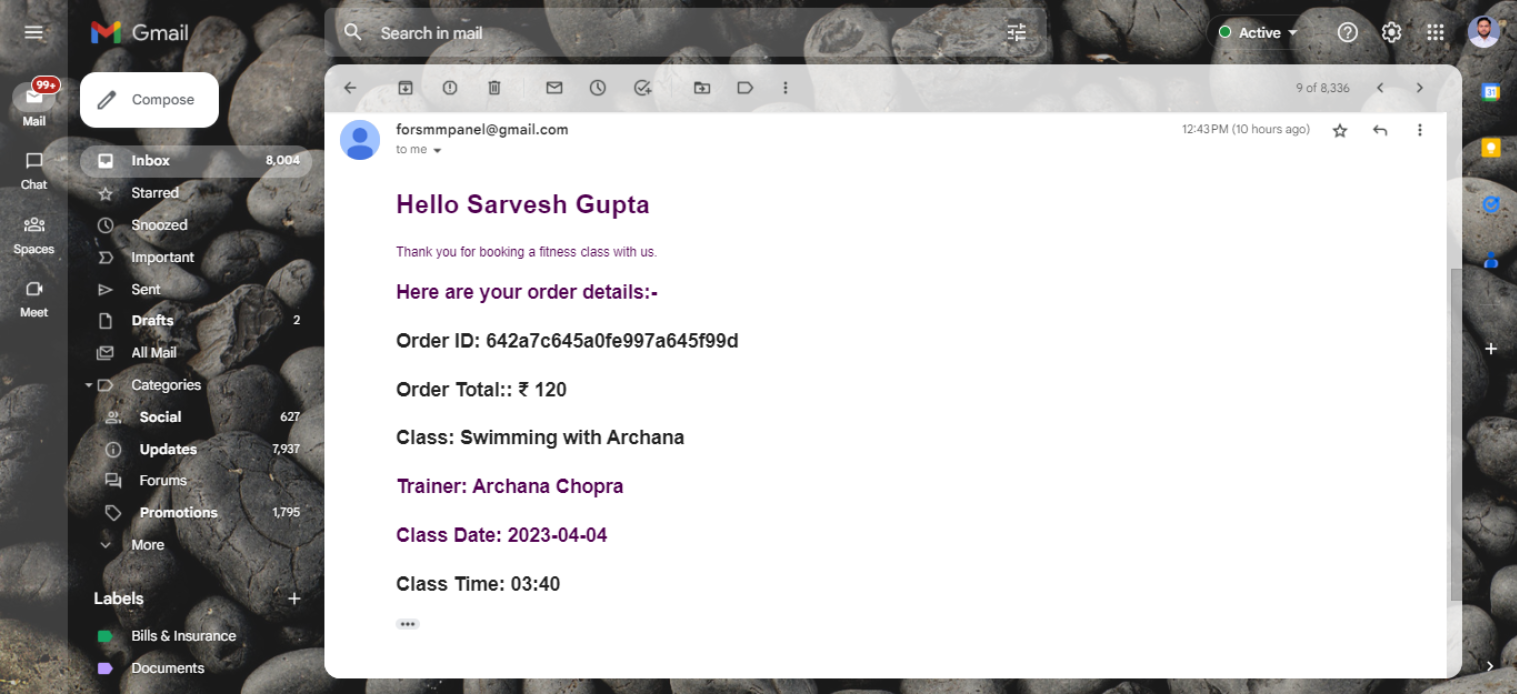 Gmail
Search in mail
Active
99+
Mail
Chat
Spaces
Meet
Compose
Inbox 8,004
Starred
Snoozed
Important
Sent
Drafts 2
All Mail
Categories
Social 627
Updates 7,937
Forums
Promotions 1,795
More
Labels
Bills & Insurance
Documents
9 of 8,336
forsmmpanel@gmail.com
12:43 PM (10 hours ago)
to me
Hello Sarvesh Gupta
Thank you for booking a fitness class with us.
Here are your order details:-
Order ID: 642a7c645a0fe997a645f99d
Order Total:: ₹ 120
Class: Swimming with Archana
Trainer: Archana Chopra
Class Date: 2023-04-04
Class Time: 03:40
31